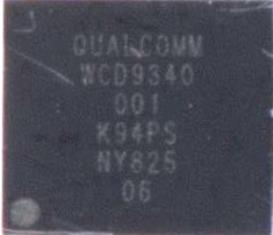 QUALCOMM
WCD9340
001
K94PS
NY825
06